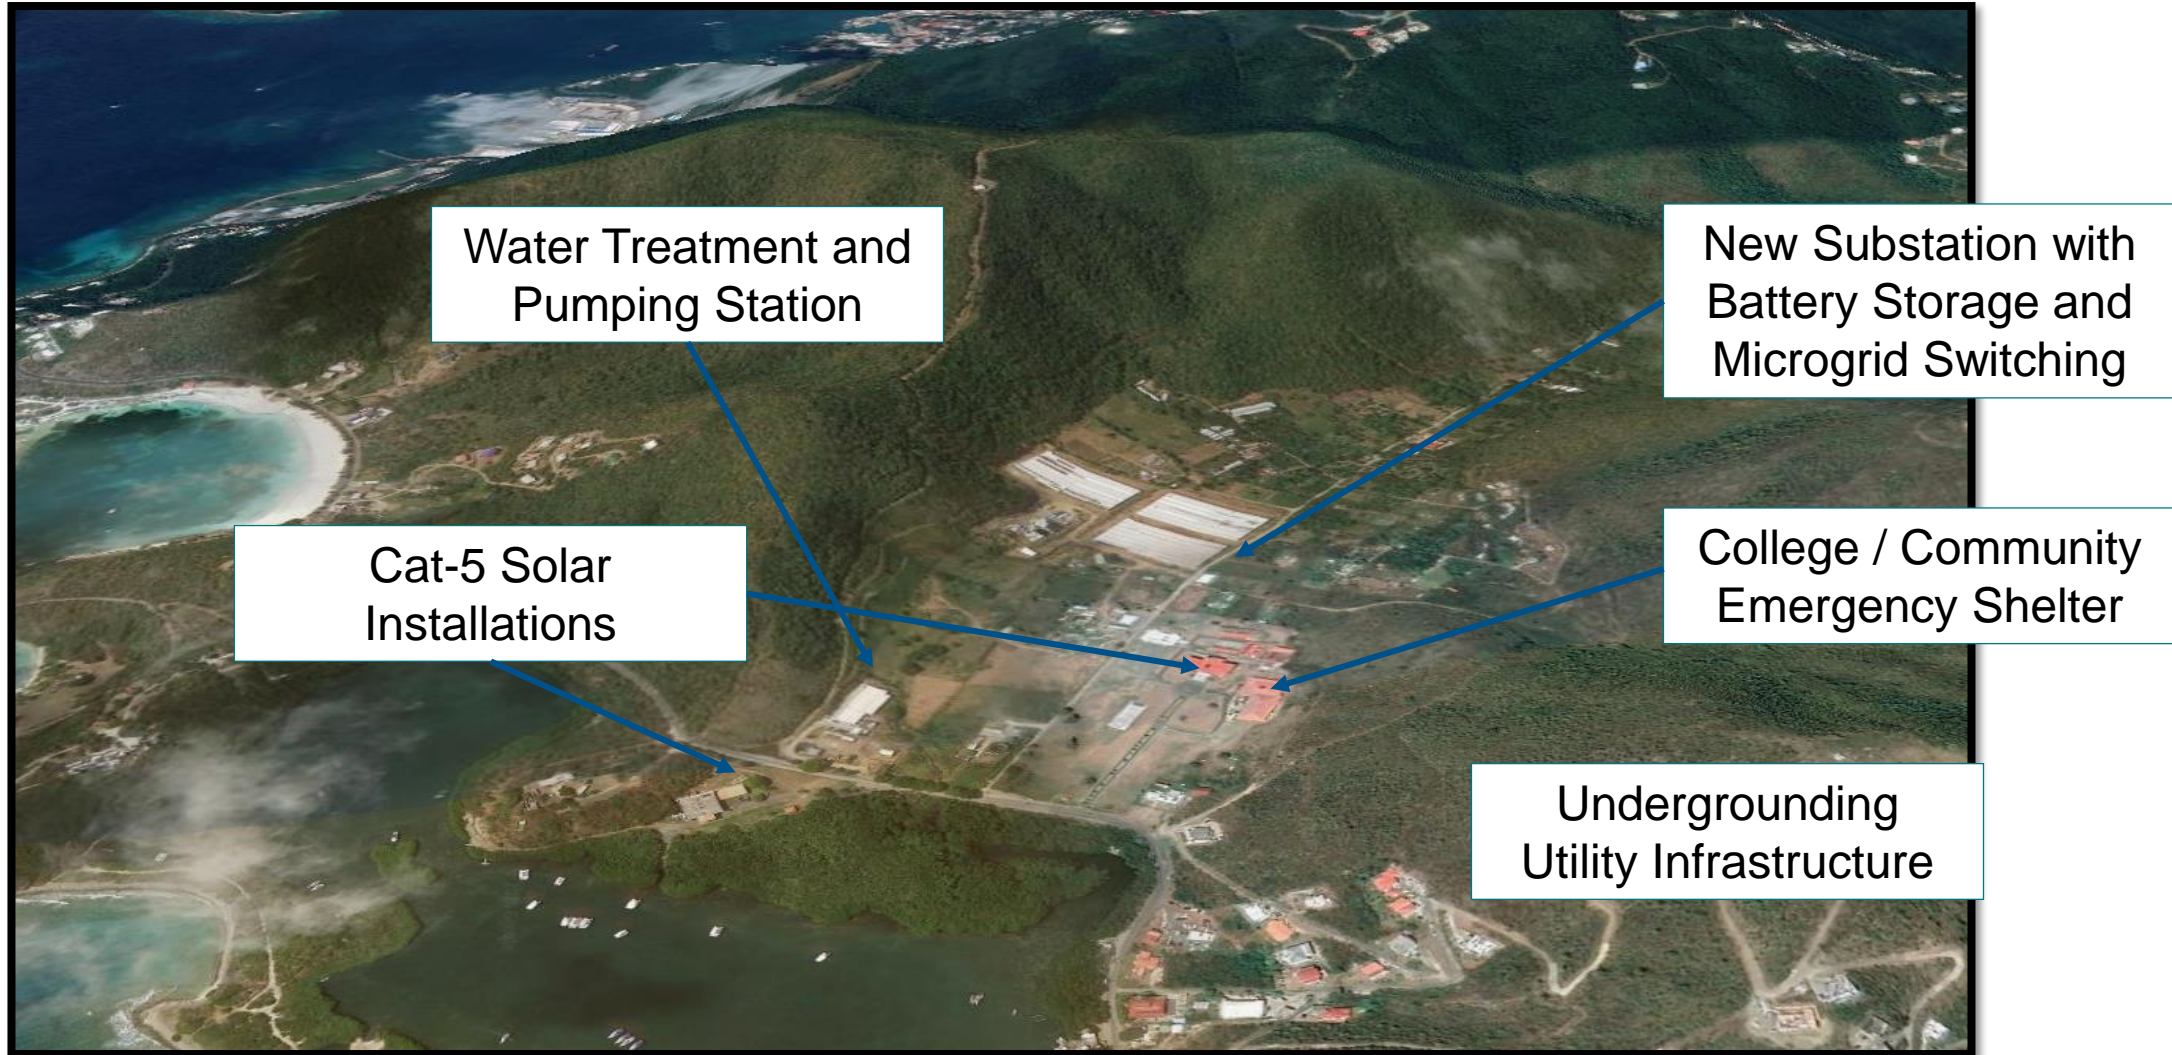 Water Treatment and
Pumping Station
New Substation with
Battery Storage and
Microgrid Switching
Cat-5 Solar
Installations
College / Community
Emergency Shelter
Undergrounding
Utility Infrastructure